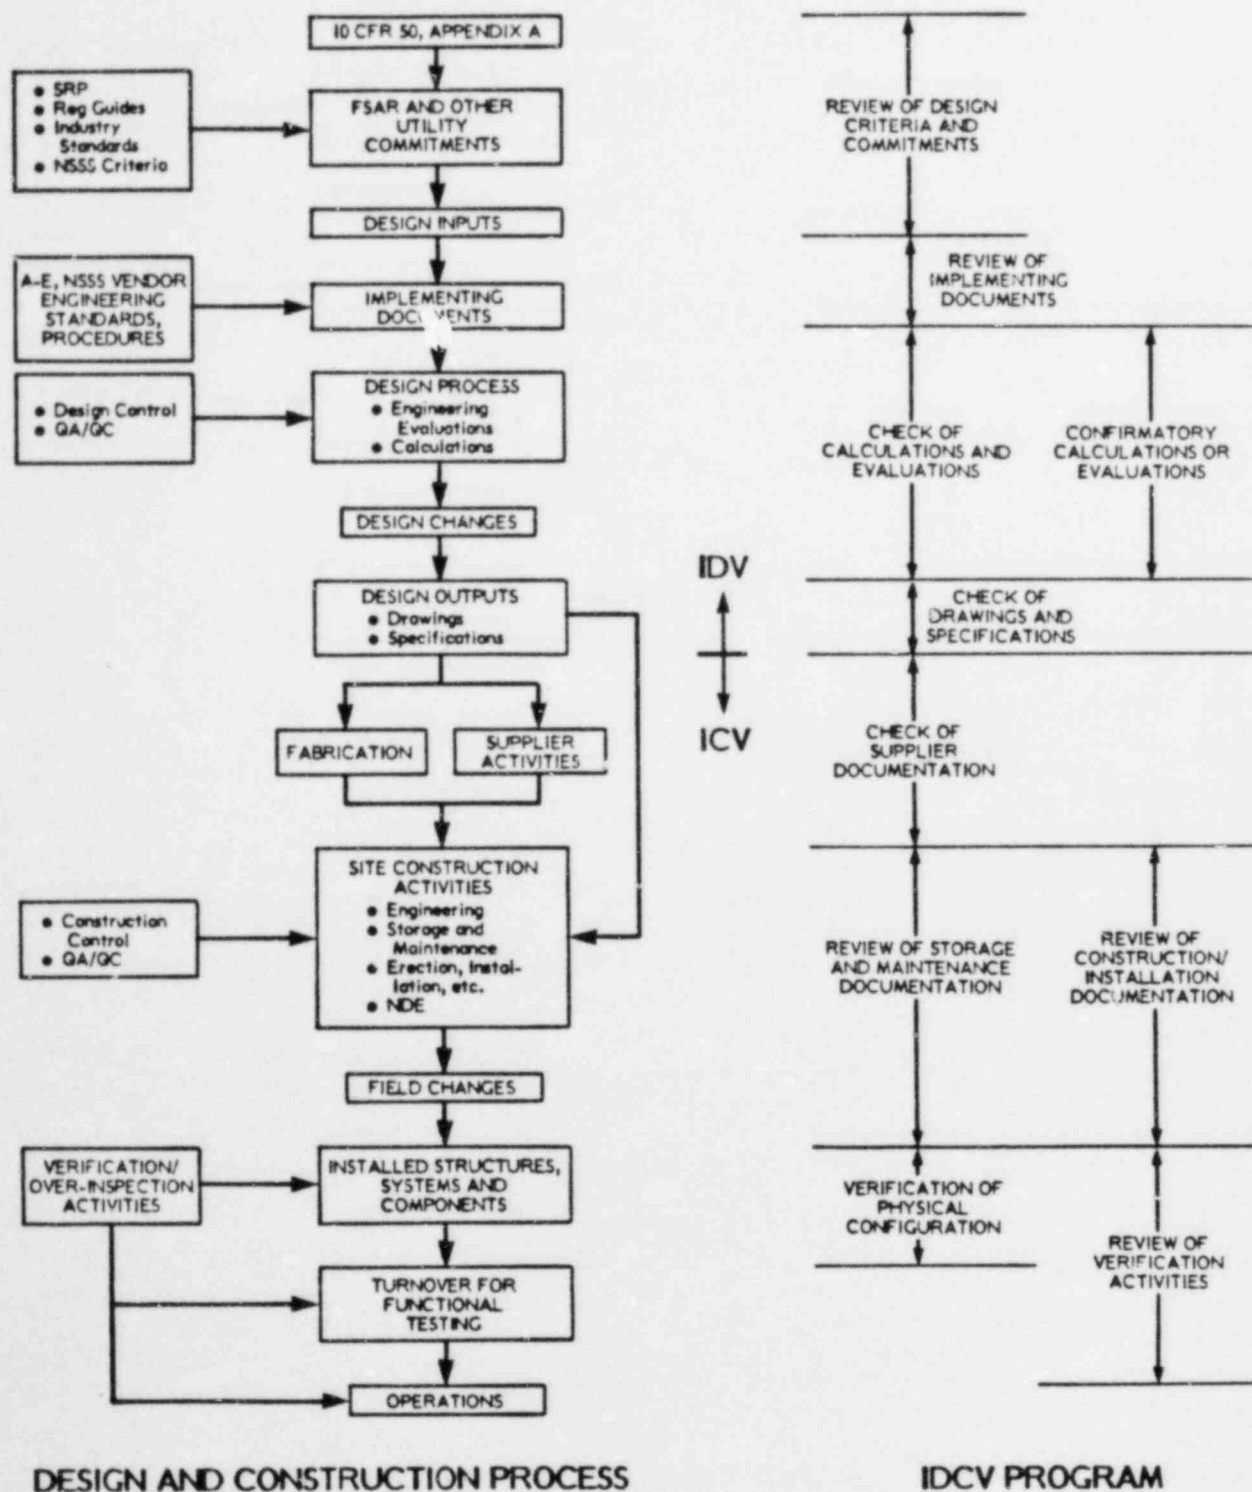 10 CFR 50, APPENDIX A
● SRP
● Reg Guides
● Industry
Standards
● NSSS Criteria
FSAR AND OTHER
UTILITY
COMMITMENTS
DESIGN INPUTS
A-E, NSSS VENDOR
ENGINEERING
STANDARDS,
PROCEDURES
IMPLEMENTING
DOCUMENTS
● Design Control
● QA/QC
DESIGN PROCESS
● Engineering
Evaluations
● Calculations
DESIGN CHANGES
DESIGN OUTPUTS
● Drawings
● Specifications
FABRICATION
SUPPLIER
ACTIVITIES
● Construction
Control
● QA/QC
SITE CONSTRUCTION
ACTIVITIES
● Engineering
● Storage and
Maintenance
● Erection, Instal-
lation, etc.
● NDE
FIELD CHANGES
VERIFICATION/
OVER-INSPECTION
ACTIVITIES
INSTALLED STRUCTURES,
SYSTEMS AND
COMPONENTS
TURNOVER FOR
FUNCTIONAL
TESTING
OPERATIONS
DESIGN AND CONSTRUCTION PROCESS
IDV
ICV
REVIEW OF DESIGN
CRITERIA AND
COMMITMENTS
REVIEW OF
IMPLEMENTING
DOCUMENTS
CHECK OF
CALCULATIONS AND
EVALUATIONS
CONFIRMATORY
CALCULATIONS OR
EVALUATIONS
CHECK OF
DRAWINGS AND
SPECIFICATIONS
CHECK OF
SUPPLIER
DOCUMENTATION
REVIEW OF STORAGE
AND MAINTENANCE
DOCUMENTATION
REVIEW OF
CONSTRUCTION/
INSTALLATION
DOCUMENTATION
VERIFICATION OF
PHYSICAL
CONFIGURATION
REVIEW OF
VERIFICATION
ACTIVITIES
IDCV PROGRAM